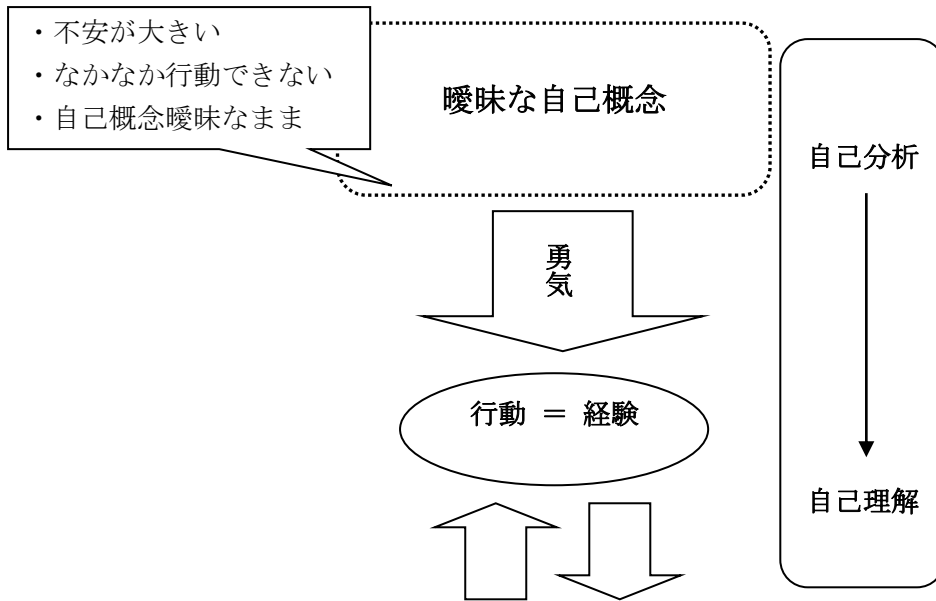 ・不安が大きい
・なかなか行動できない
・自己概念曖昧なまま
曖昧な自己概念
勇
気
行動 ＝ 経験
自己分析
自己理解